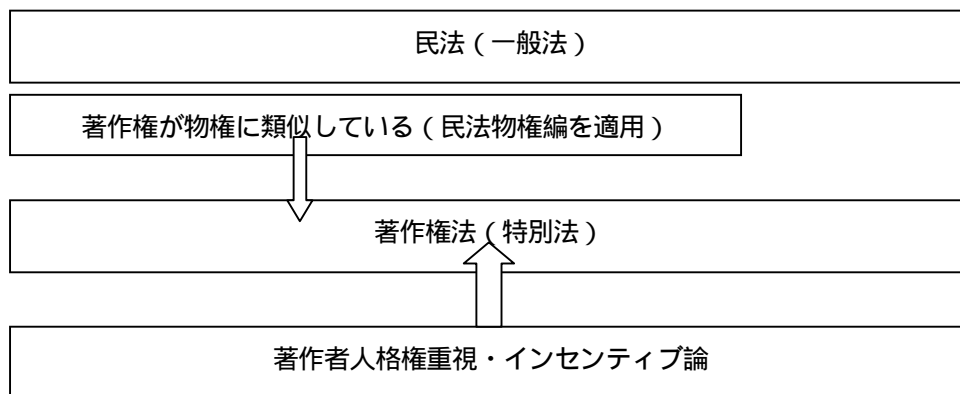 民法（一般法）
著作権が物権に類似している（民法物権編を適用）
著作権法（特別法）
著作者人格権重視・インセンティブ論